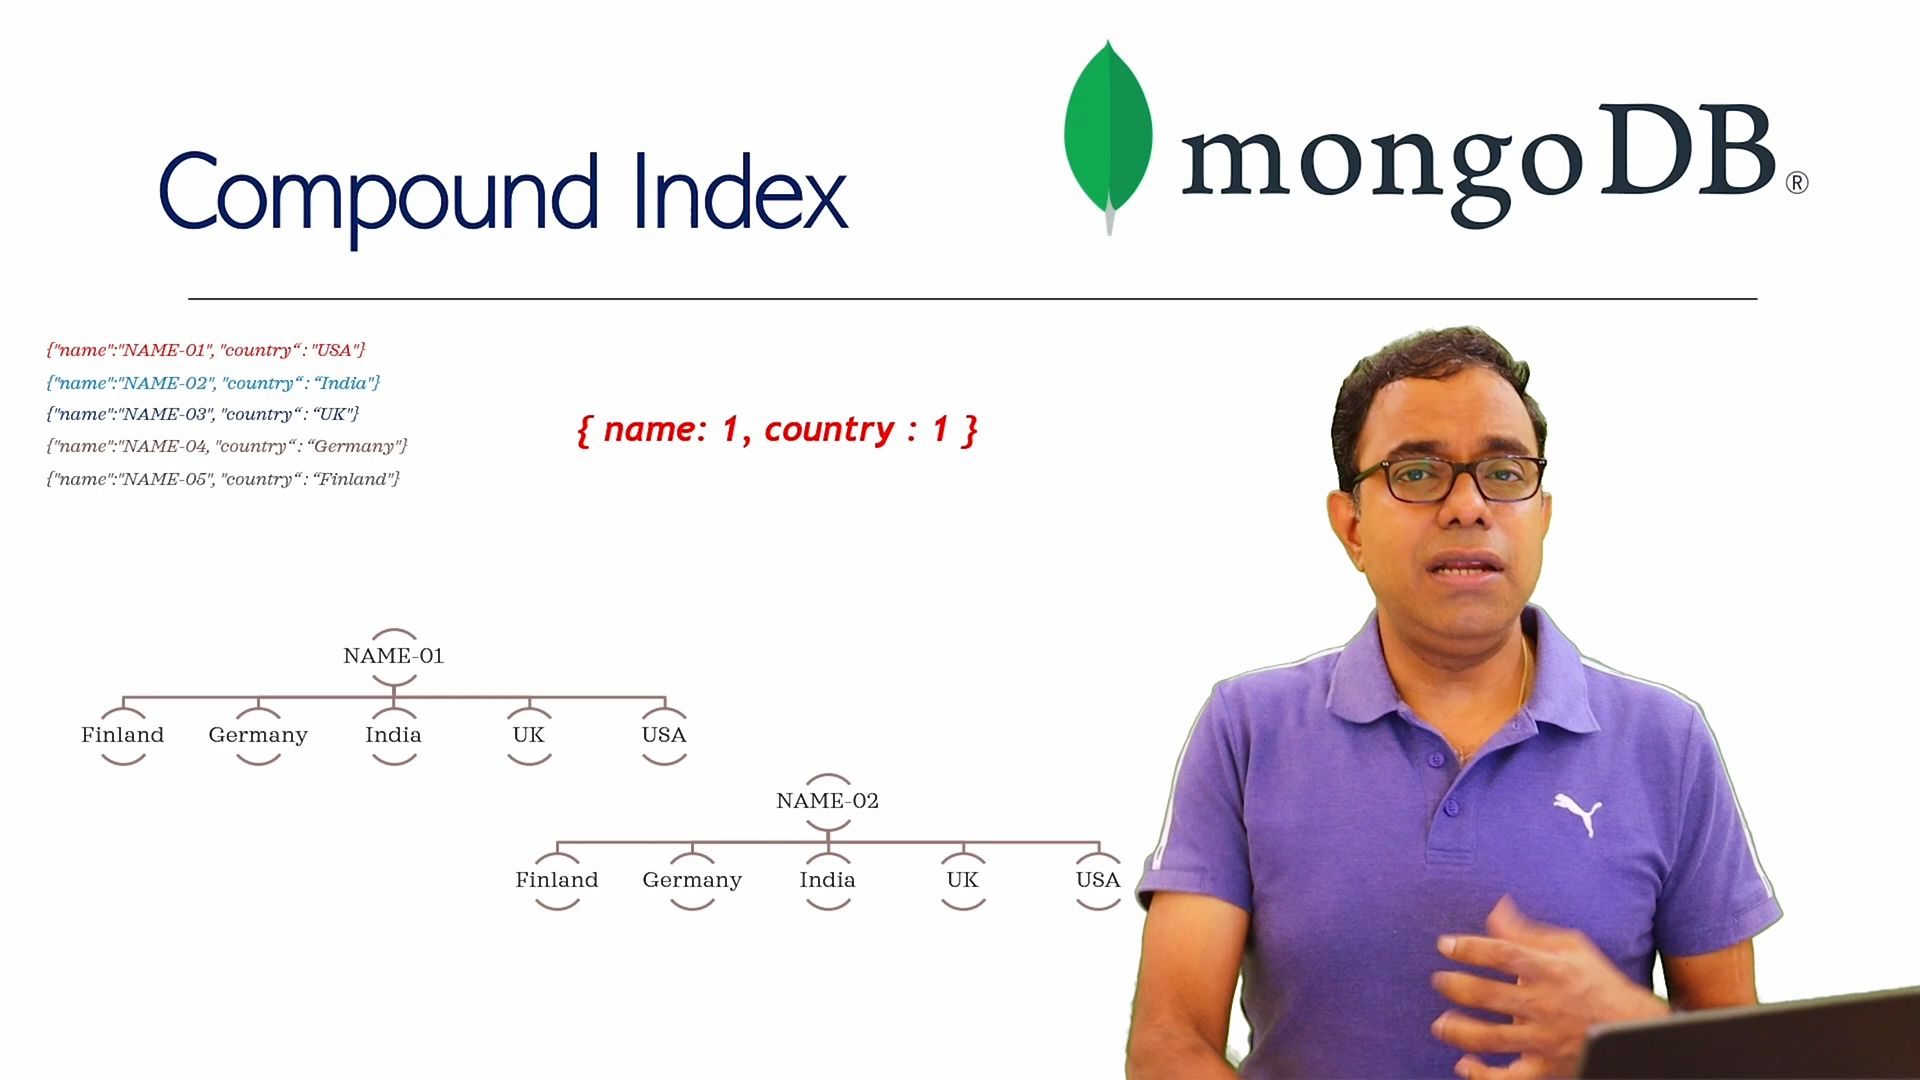 Compound Index
mongoDB®
{"name":"NAME-01", "country“ : "USA"}
{"name":"NAME-02", "country“ : “India"}
{"name":"NAME-03", "country“ : “UK"}
{"name":"NAME-04, "country“ : “Germany"}
{"name":"NAME-05", "country“ : “Finland"}
{ name: 1, country : 1 }
NAME-01
Finland Germany India UK USA
NAME-02
Finland Germany India UK USA